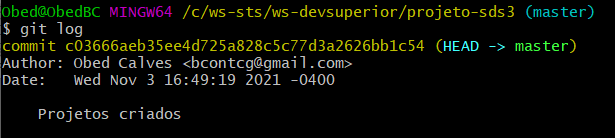 Obed@ObedBC MINGW64 /c/ws-sts/ws-devsuperior/projeto-sds3 (master)
$ git log
commit c03666aeb35ee4d725a828c5c77d3a2626bb1c54 (HEAD -> master)
Author: Obed Calves <bcontcg@gmail.com>
Date:   Wed Nov 3 16:49:19 2021 -0400
    Projetos criados